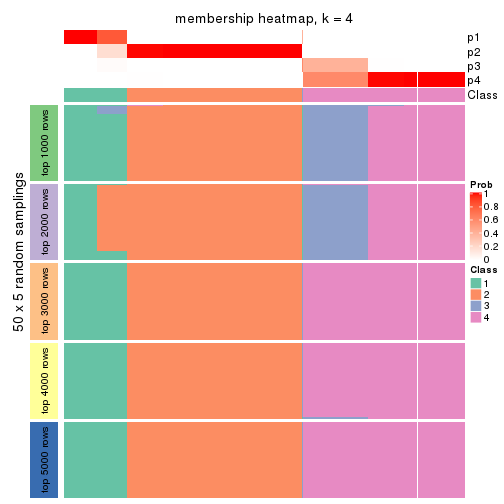 membership heatmap, k = 4
p1
p2
p3
p4
Class
50 x 5 random samplings
top 1000 rows
top 2000 rows
top 3000 rows
top 4000 rows
top 5000 rows
Prob
1
0.8
0.6
0.4
0.2
0
Class
1
2
3
4